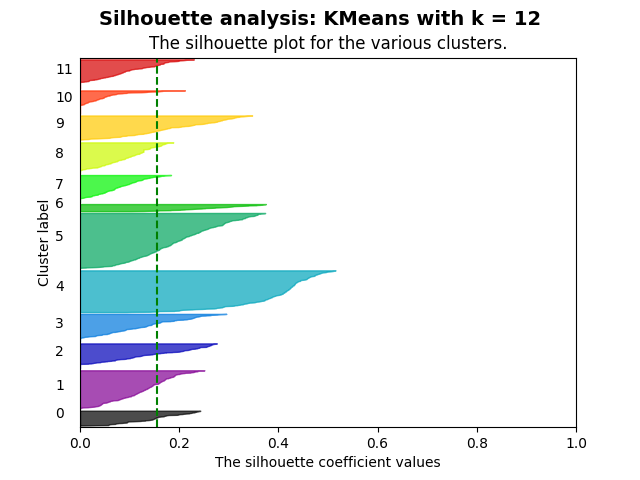 Silhouette analysis: KMeans with k = 12
The silhouette plot for the various clusters.
11
10
9
8
7
6
5
4
3
2
1
0
Cluster label
0.0 0.2 0.4 0.6 0.8 1.0
The silhouette coefficient values